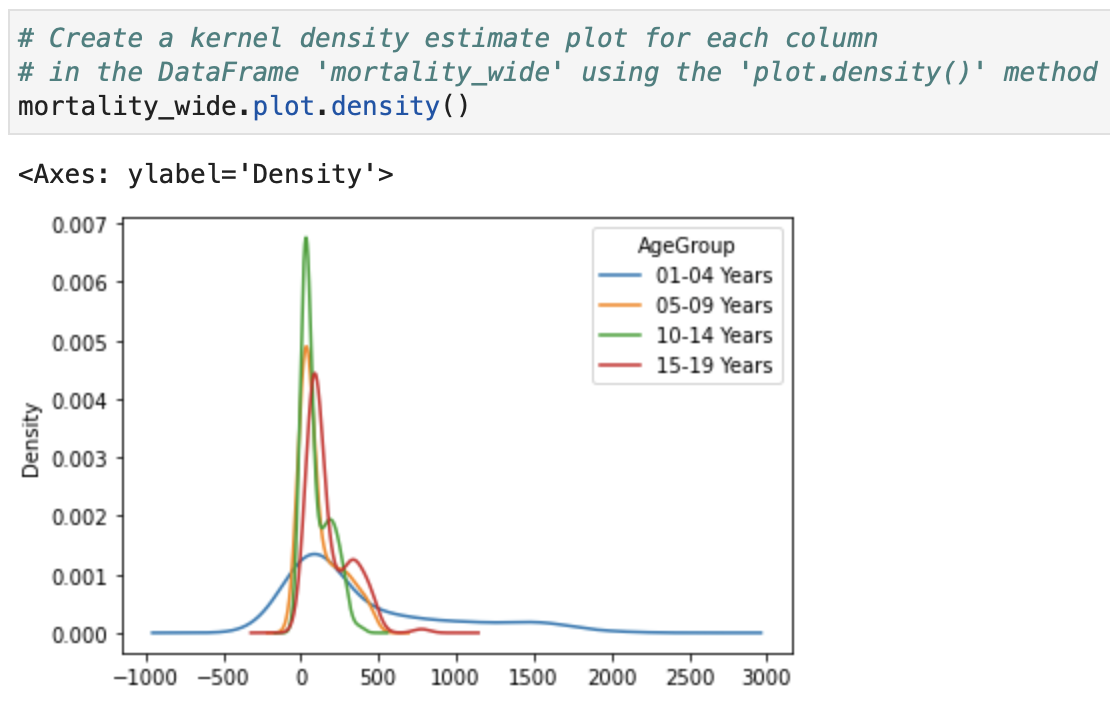 # Create a kernel density estimate plot for each column
# in the DataFrame 'mortality_wide' using the 'plot.density()' method
mortality_wide.plot.density()
<Axes: ylabel='Density'>
0.007
0.006
0.005
0.004
0.003
0.002
0.001
0.000
Density
AgeGroup
01-04 Years
05-09 Years
10-14 Years
15-19 Years
−1000 −500 0 500 1000 1500 2000 2500 3000